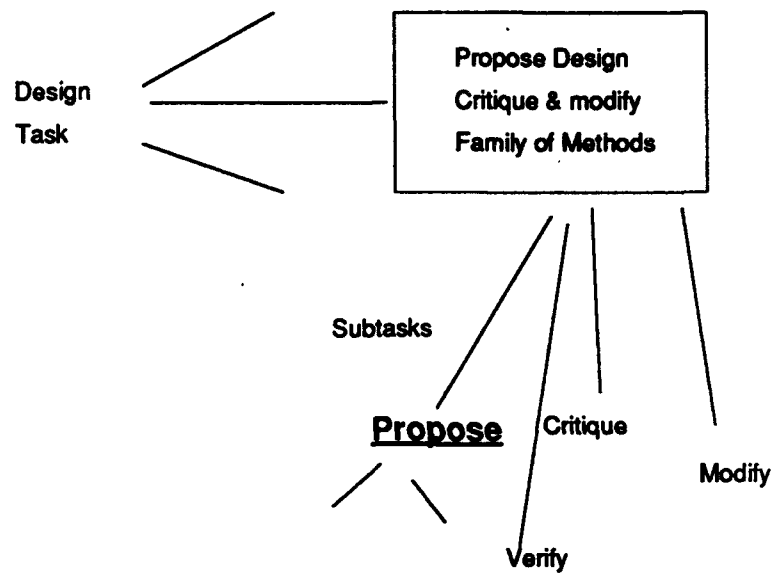 Design
Task
Propose Design
Critique & modify
Family of Methods
Subtasks
Propose
Critique
Modify
Verify